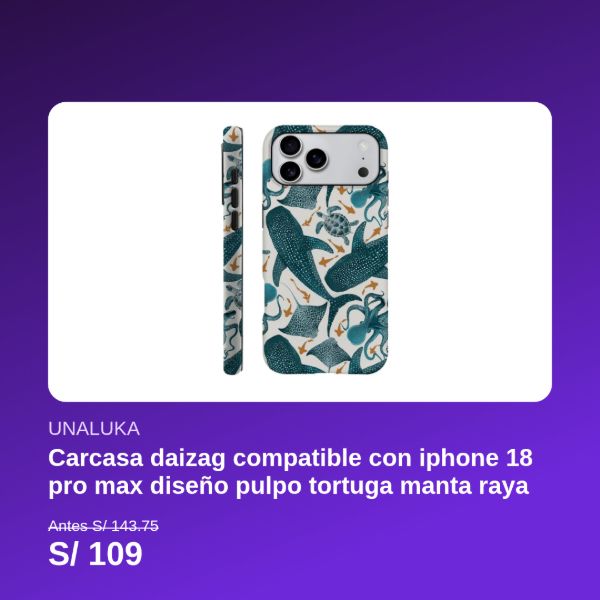 UNALUKA
Carcasa daizag compatible con iphone 18
pro max diseño pulpo tortuga manta raya
Antes S/ 143.75
S/ 109